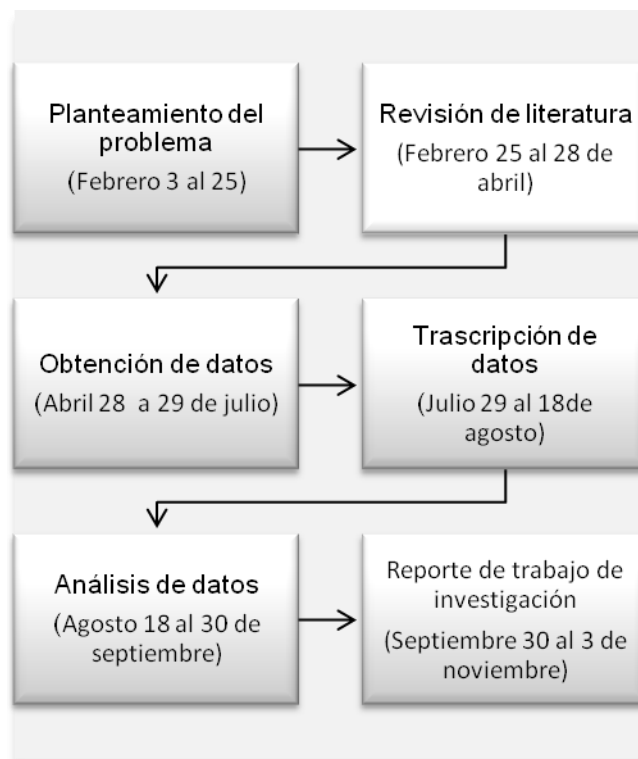 Planteamiento del
problema
(Febrero 3 al 25)
Revisión de literatura
(Febrero 25 al 28 de
abril)
Obtención de datos
(Abril 28 a 29 de julio)
Trascripción de
datos
(Julio 29 al 18de
agosto)
Análisis de datos
(Agosto 18 al 30 de
septiembre)
Reporte de trabajo de
investigación
(Septiembre 30 al 3 de
noviembre)